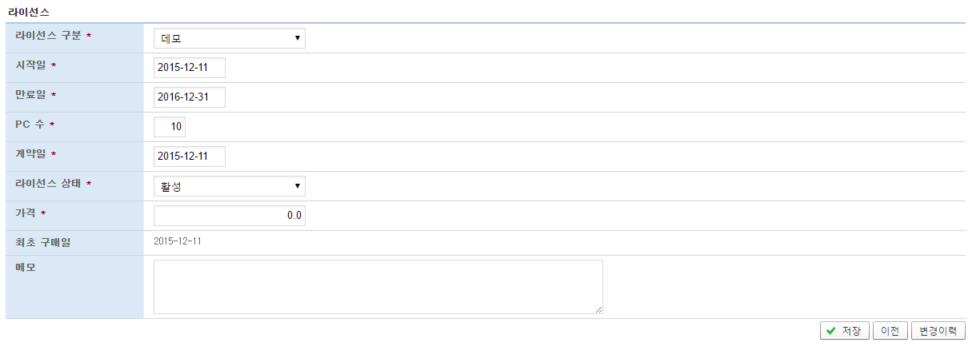 라이선스
라이선스 구분 * 데모
시작일 * 2015-12-11
만료일 * 2016-12-31
PC 수 * 10
계약일 * 2015-12-11
라이선스 상태 * 활성
가격 * 0.0
최초 구매일 2015-12-11
메모
저장 이전 변경이력